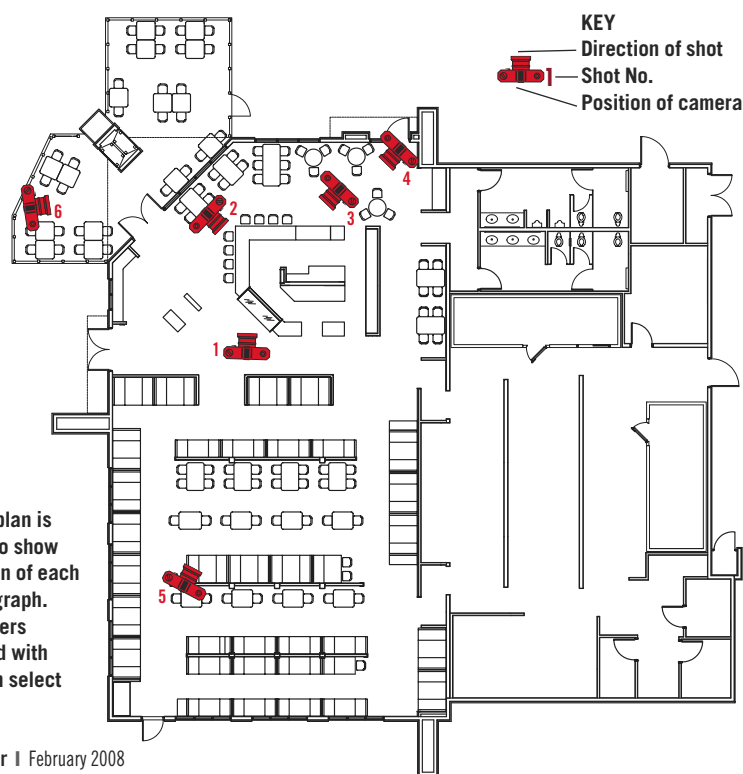 KEY
Direction of shot
1
Shot No.
Position of camera
4
2
3
6
1
5
plan is
o show
n of each
graph.
ers
d with
n select
r | February 2008